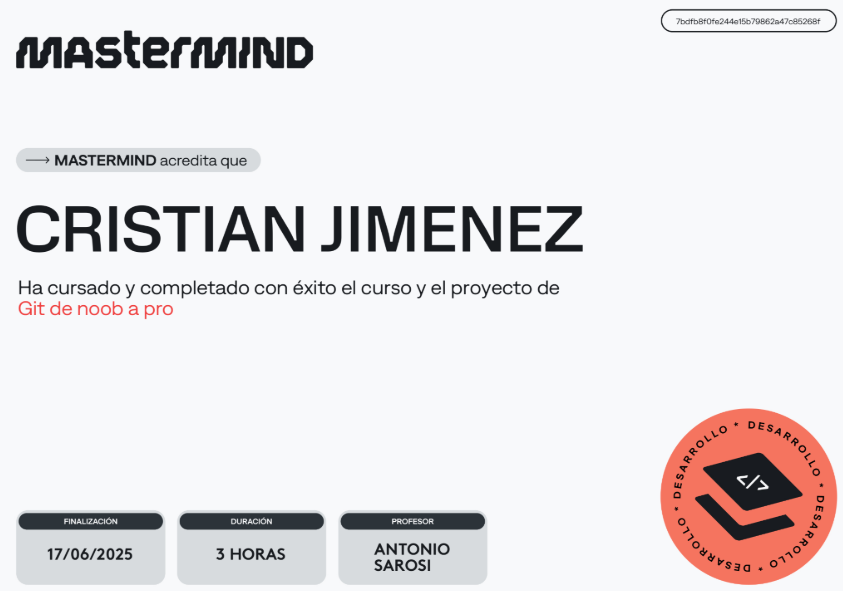 7bdfb8f0fe244e15b79862a47c85268f
MASTERMIND
MASTERMIND acredita que
CRISTIAN JIMENEZ
Ha cursado y completado con éxito el curso y el proyecto de
Git de noob a pro
DESARROLLO * DESARROLLO * DESARROLLO * DESARROLLO *
</>
FINALIZACIÓN
17/06/2025
DURACIÓN
3 HORAS
PROFESOR
ANTONIO
SAROSI